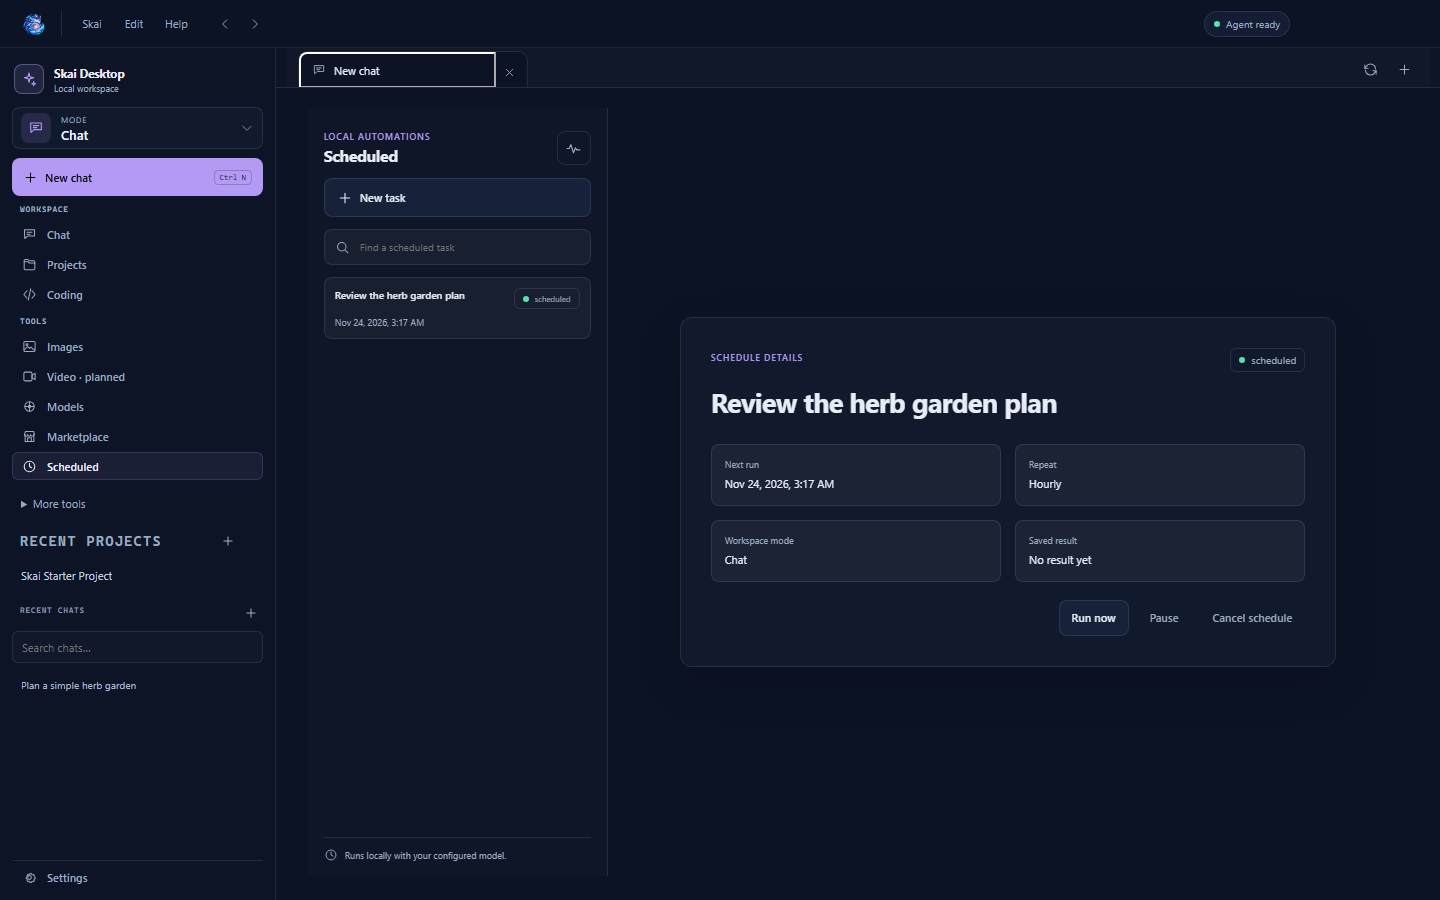 Skai Edit Help
Agent ready
Skai Desktop
Local workspace
MODE
Chat
New chat Ctrl N
WORKSPACE
Chat
Projects
Coding
TOOLS
Images
Video · planned
Models
Marketplace
Scheduled
More tools
RECENT PROJECTS
Skai Starter Project
RECENT CHATS
Search chats...
Plan a simple herb garden
Settings
New chat
LOCAL AUTOMATIONS
Scheduled
New task
Find a scheduled task
Review the herb garden plan scheduled
Nov 24, 2026, 3:17 AM
Runs locally with your configured model.
SCHEDULE DETAILS scheduled
Review the herb garden plan
Next run
Nov 24, 2026, 3:17 AM
Repeat
Hourly
Workspace mode
Chat
Saved result
No result yet
Run now Pause Cancel schedule